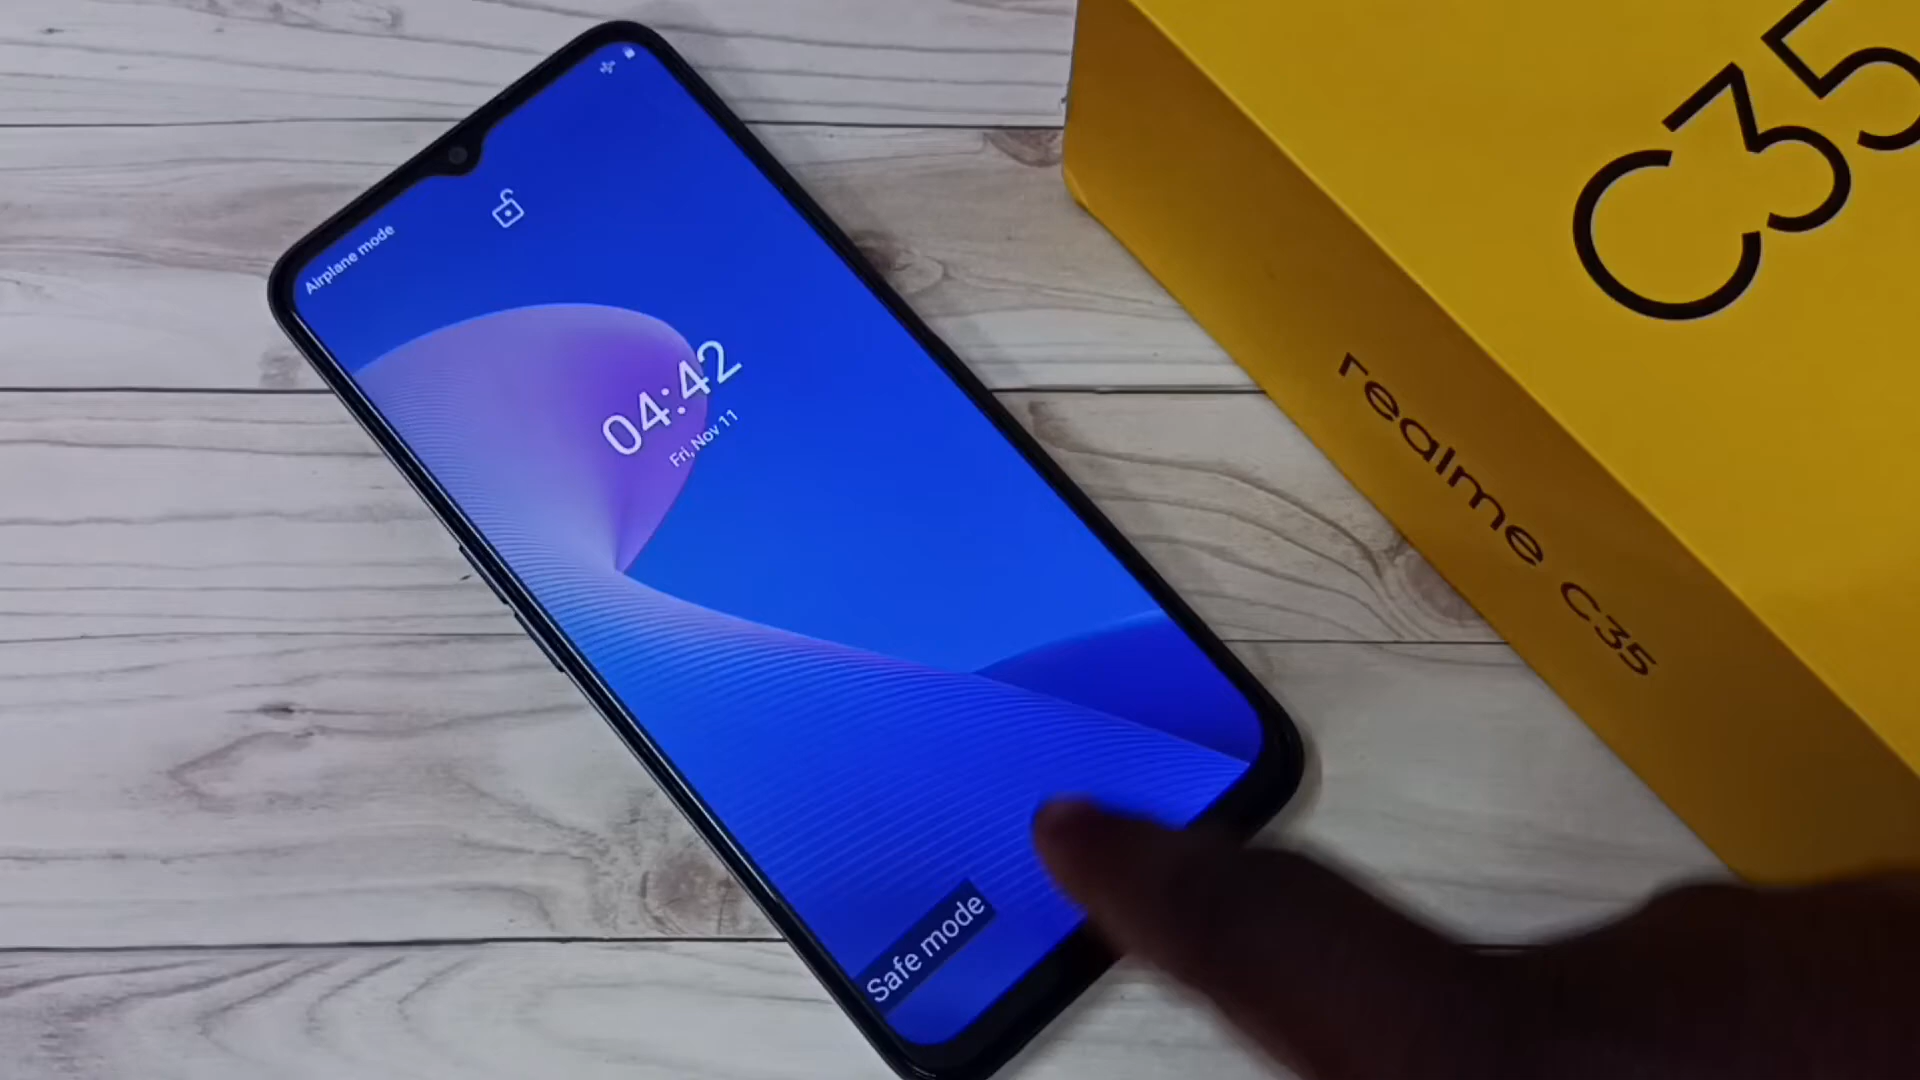 Airplane mode
04:42
Fri, Nov 11
Safe mode
C35
realme C35